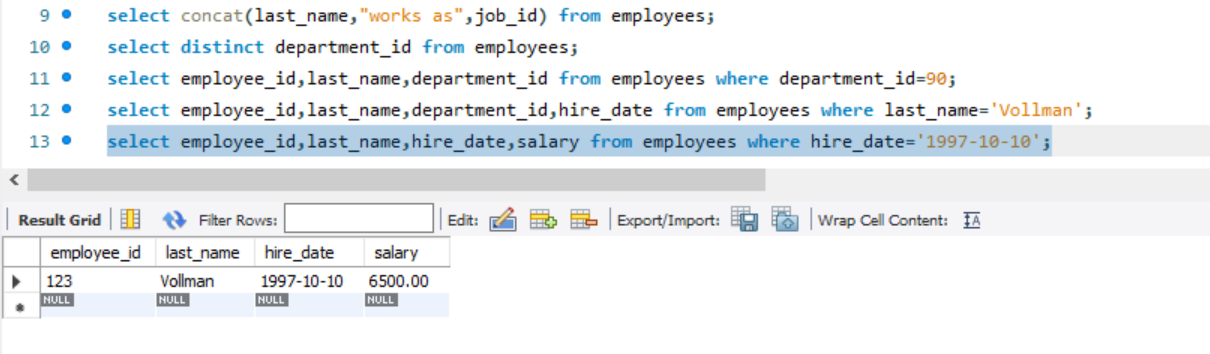 9 select concat(last_name,"works as",job_id) from employees;
10 select distinct department_id from employees;
11 select employee_id,last_name,department_id from employees where department_id=90;
12 select employee_id,last_name,department_id,hire_date from employees where last_name='Vollman';
13 select employee_id,last_name,hire_date,salary from employees where hire_date='1997-10-10';
Result Grid Filter Rows: Edit: Export/Import: Wrap Cell Content: IA
employee_id last_name hire_date salary
123 Vollman 1997-10-10 6500.00
NULL NULL NULL NULL